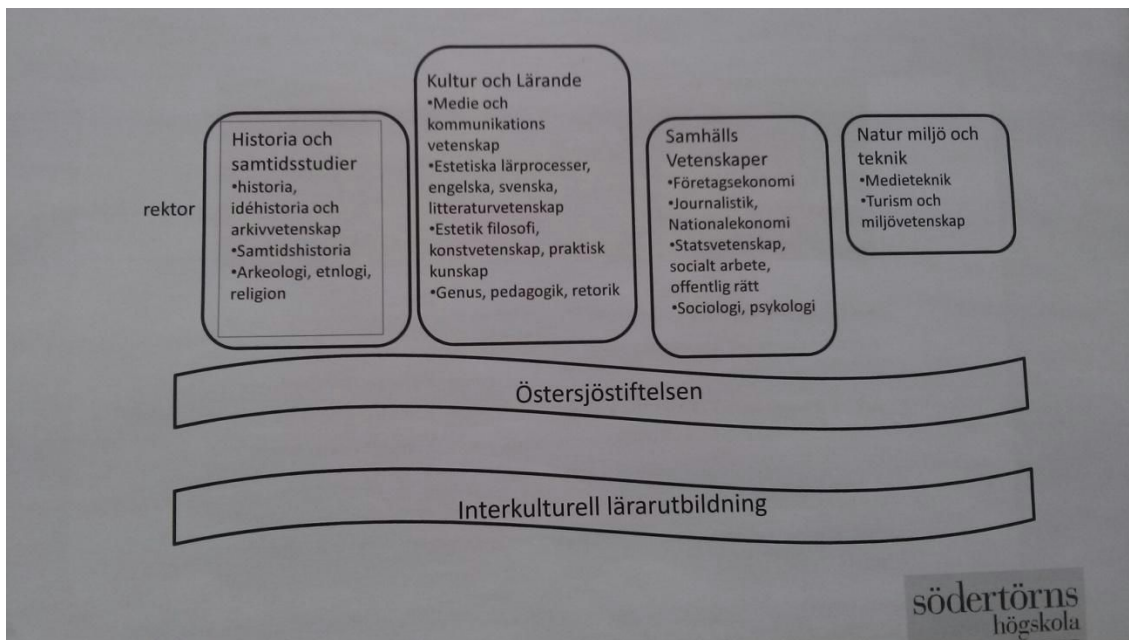 rektor
Historia och
samtidsstudier
•historia,
idéhistoria och
arkivvetenskap
•Samtidshistoria
•Arkeologi, etnlogi,
religion
Kultur och Lärande
•Medie och
kommunikations
vetenskap
•Estetiska lärprocesser,
engelska, svenska,
litteraturvetenskap
•Estetik filosofi,
konstvetenskap, praktisk
kunskap
•Genus, pedagogik, retorik
Samhälls
Vetenskaper
•Företagsekonomi
•Journalistik,
Nationalekonomi
•Statsvetenskap,
socialt arbete,
offentlig rätt
•Sociologi, psykologi
Natur miljö och
teknik
•Medieteknik
•Turism och
miljövetenskap
Östersjöstiftelsen
Interkulturell lärarutbildning
södertörns
högskola